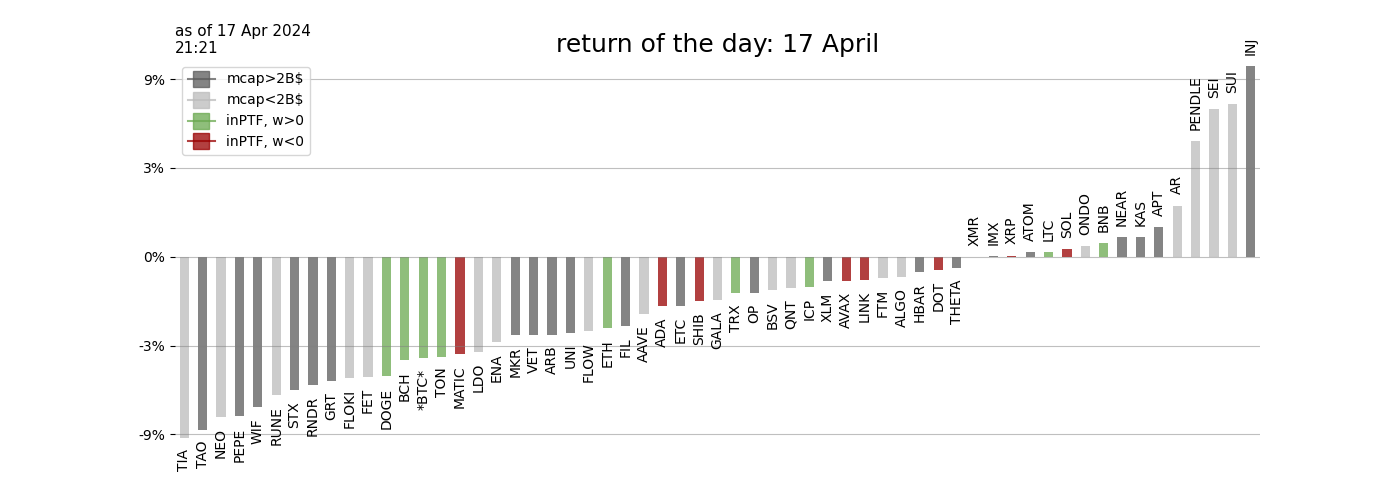 as of 17 Apr 2024
21:21
return of the day: 17 April
mcap>2B$
mcap<2B$
inPTF, w>0
inPTF, w<0
9%
3%
0%
-3%
-9%
TIA
TAO
NEO
PEPE
WIF
RUNE
STX
RNDR
GRT
FLOKI
FET
DOGE
BCH
*BTC*
TON
MATIC
LDO
ENA
MKR
VET
ARB
UNI
FLOW
ETH
FIL
AAVE
ADA
ETC
SHIB
GALA
TRX
OP
BSV
QNT
ICP
XLM
AVAX
LINK
FTM
ALGO
HBAR
DOT
THETA
XMR
IMX
XRP
ATOM
LTC
SOL
ONDO
BNB
NEAR
KAS
APT
AR
PENDLE
SEI
SUI
INJ